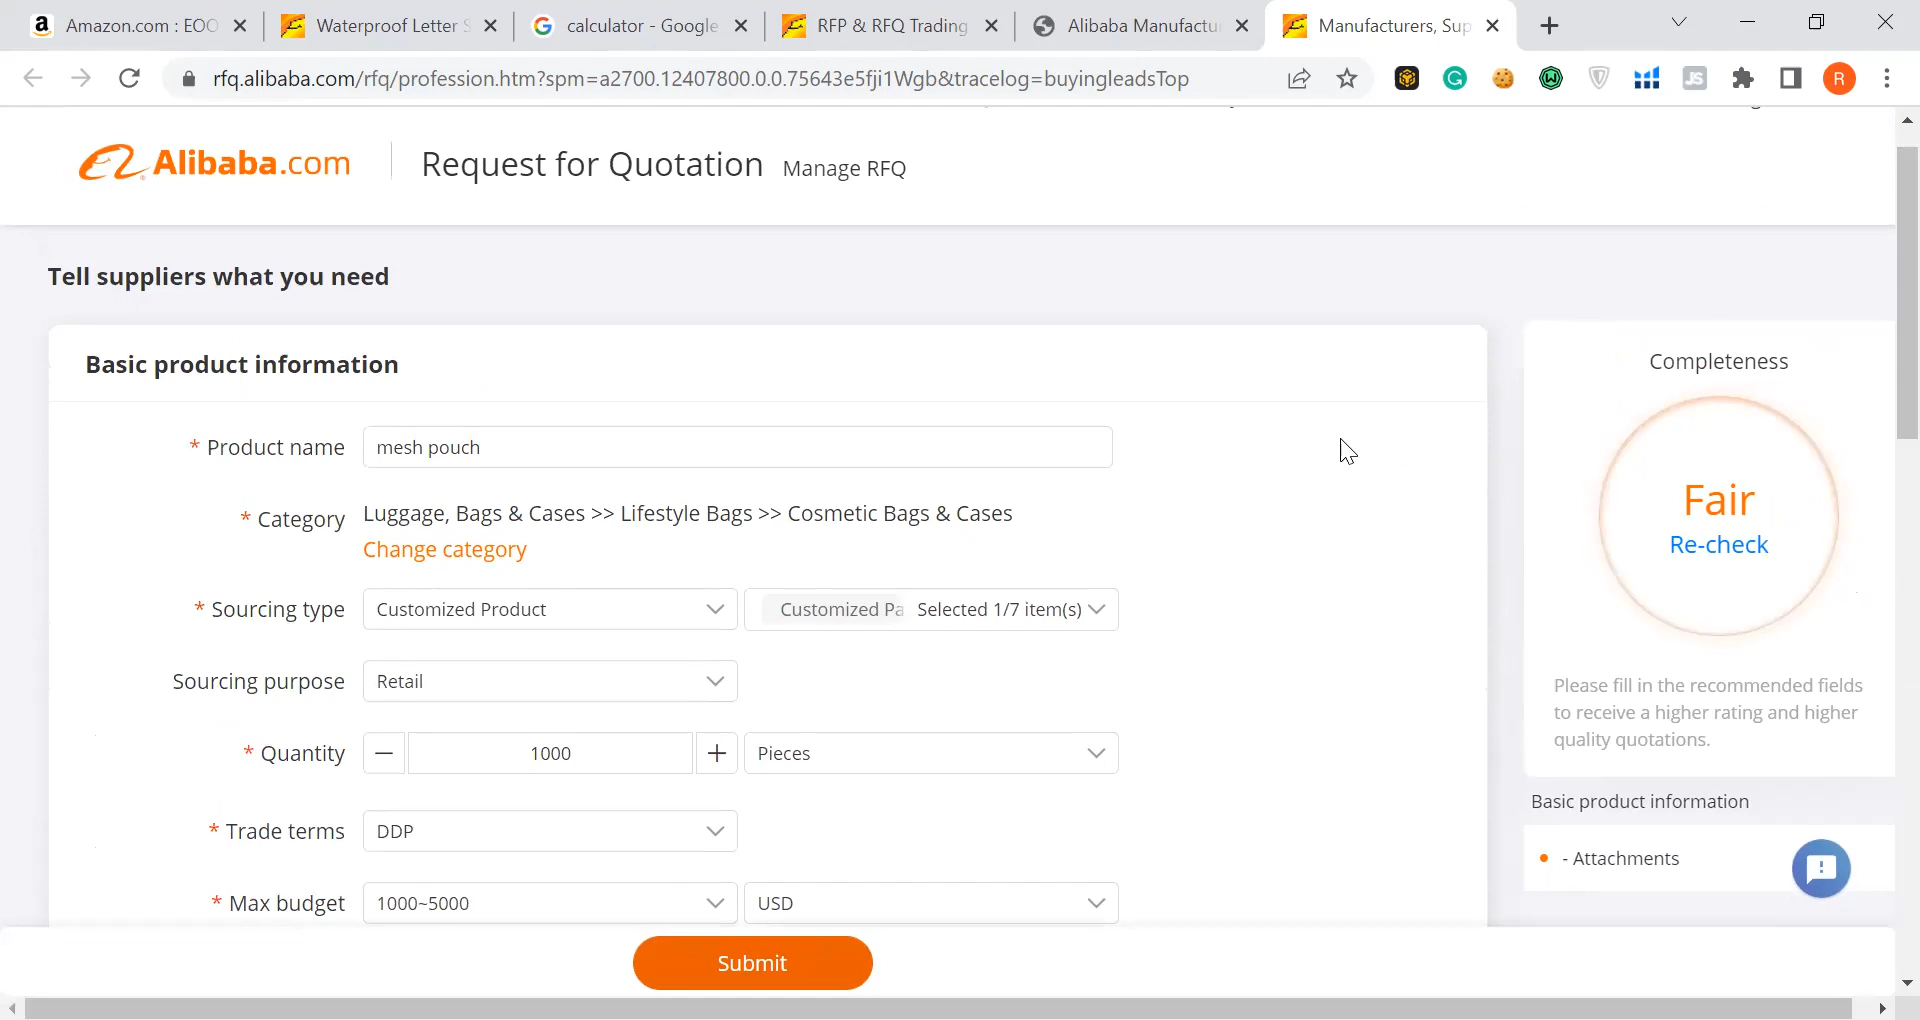 Amazon.com : EOO
Waterproof Letter S
calculator - Google
RFP & RFQ Trading
Alibaba Manufactu
Manufacturers, Sup
rfq.alibaba.com/rfq/profession.htm?spm=a2700.12407800.0.0.75643e5fji1Wgb&tracelog=buyingleadsTop
JS
R
Alibaba.com
Request for Quotation
Manage RFQ
Tell suppliers what you need
Basic product information
* Product name
mesh pouch
* Category
Luggage, Bags & Cases >> Lifestyle Bags >> Cosmetic Bags & Cases
Change category
* Sourcing type
Customized Product
Customized Pa
Selected 1/7 item(s)
Sourcing purpose
Retail
* Quantity
1000
Pieces
* Trade terms
DDP
* Max budget
1000~5000
USD
Submit
Completeness
Fair
Re-check
Please fill in the recommended fields
to receive a higher rating and higher
quality quotations.
Basic product information
- Attachments